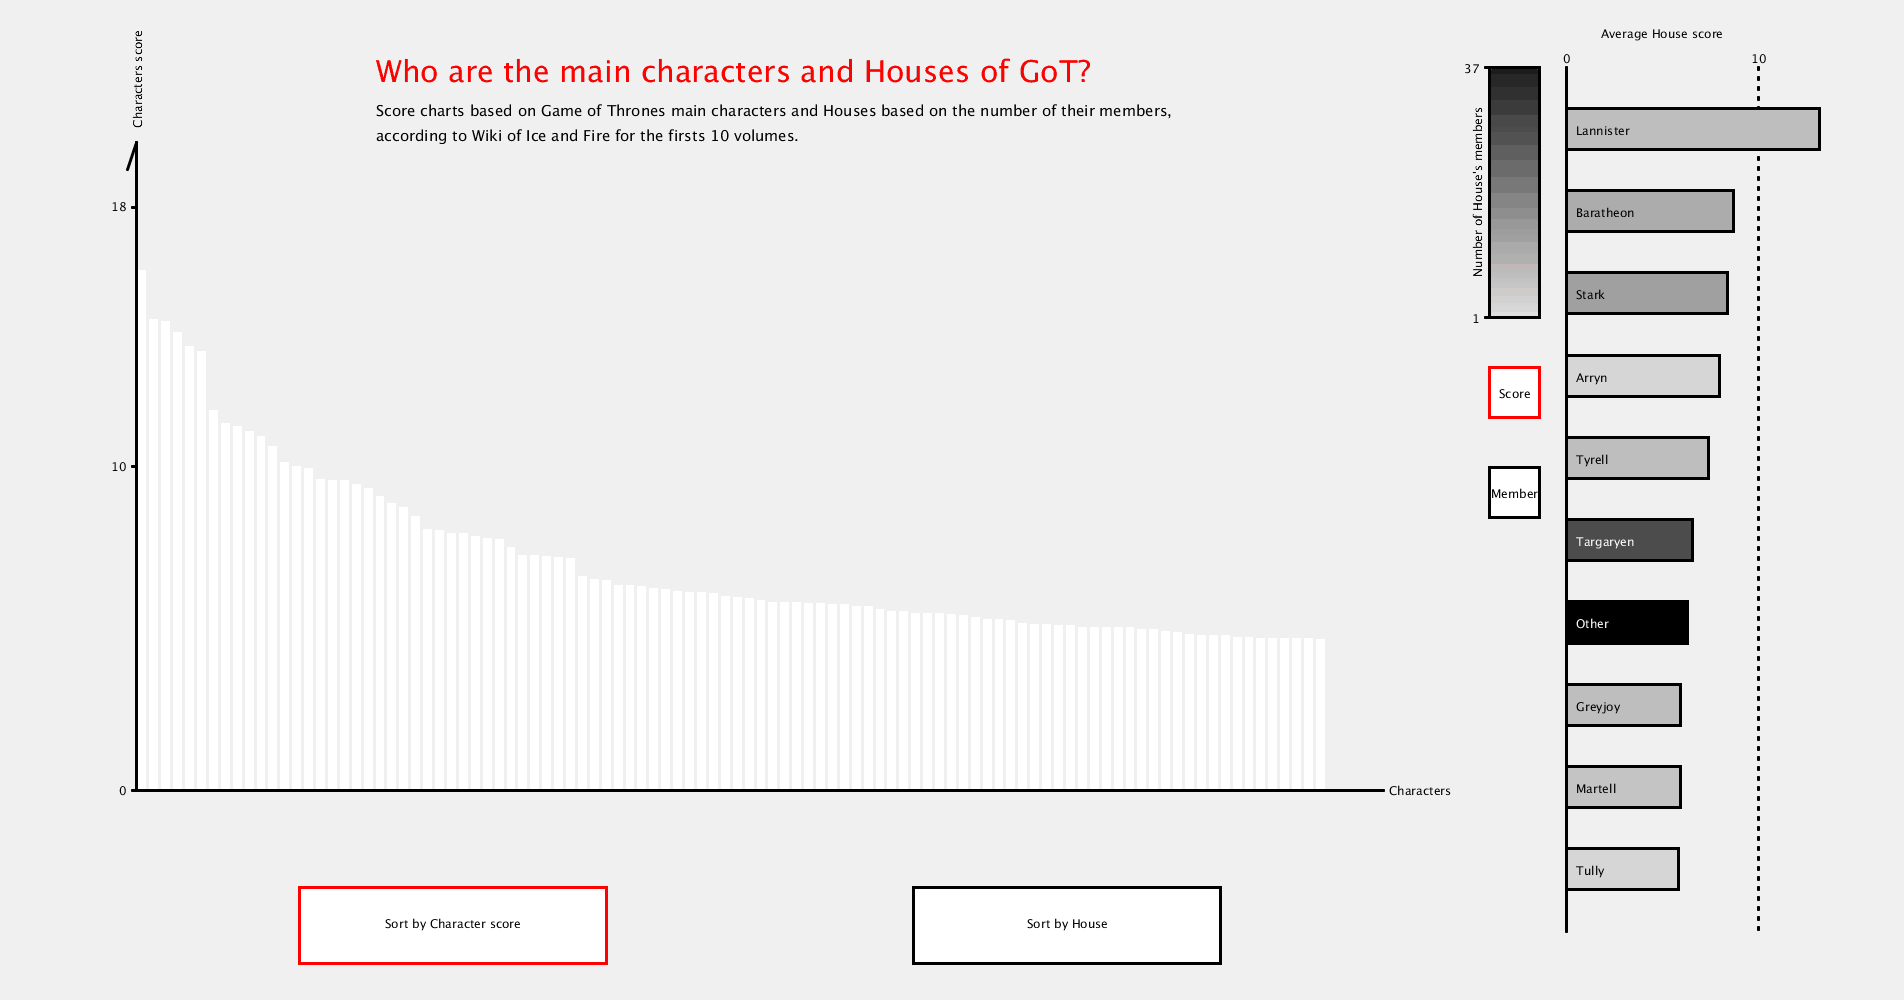 Who are the main characters and Houses of GoT?
Score charts based on Game of Thrones main characters and Houses based on the number of their members,
according to Wiki of Ice and Fire for the firsts 10 volumes.
Characters score
18
10
0
Characters
Sort by Character score
Sort by House
37
Number of House's members
1
Score
Member
Average House score
0 10
Lannister
Baratheon
Stark
Arryn
Tyrell
Targaryen
Other
Greyjoy
Martell
Tully